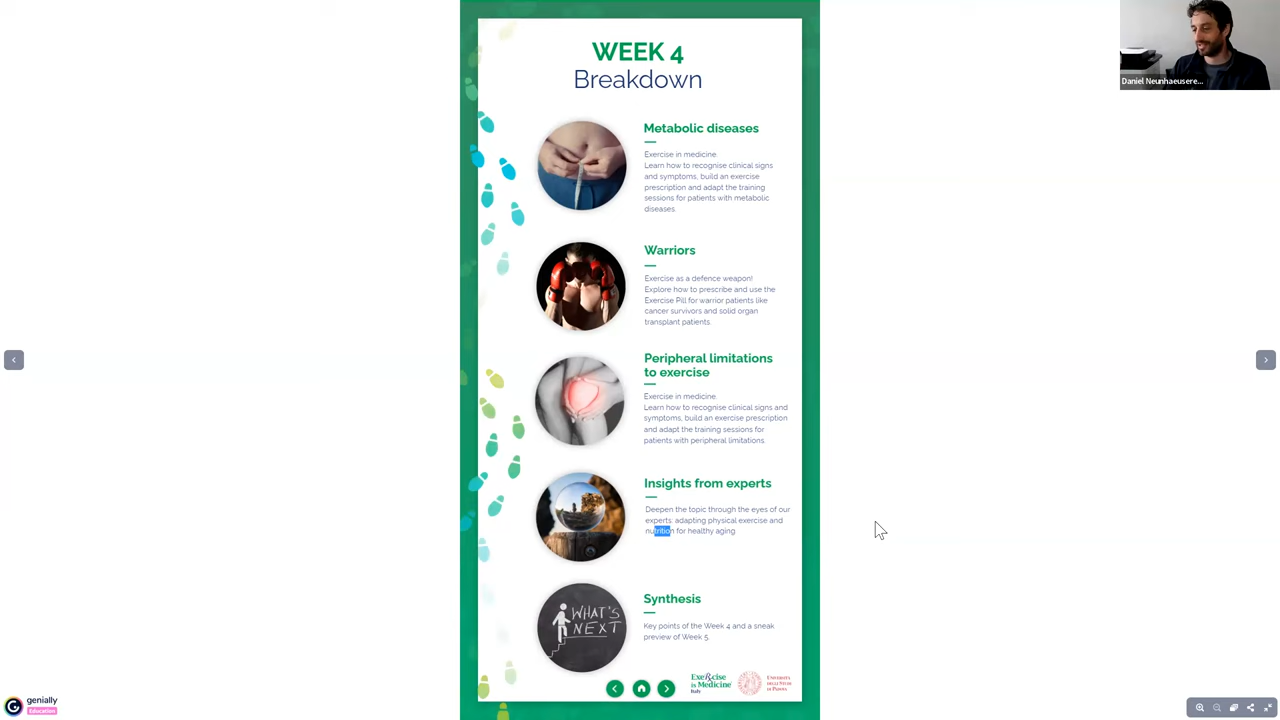 WEEK 4
Breakdown
Metabolic diseases
Exercise in medicine.
Learn how to recognise clinical signs
and symptoms, build an exercise
prescription and adapt the training
sessions for patients with metabolic
diseases.
Warriors
Exercise as a defence weapon!
Explore how to prescribe and use the
Exercise Pill for warrior patients like
cancer survivors and solid organ
transplant patients.
Peripheral limitations
to exercise
Exercise in medicine.
Learn how to recognise clinical signs and
symptoms, build an exercise prescription
and adapt the training sessions for
patients with peripheral limitations.
Insights from experts
Deepen the topic through the eyes of our
experts: adapting physical exercise and
nutrition for healthy aging
WHAT'S
NEXT
Synthesis
Key points of the Week 4 and a sneak
preview of Week 5.
ExeRcise
is Medicine
Italy
UNIVERSITÀ
DEGLI STUDI
DI PADOVA
Daniel Neunhaeusere...
genially
Education